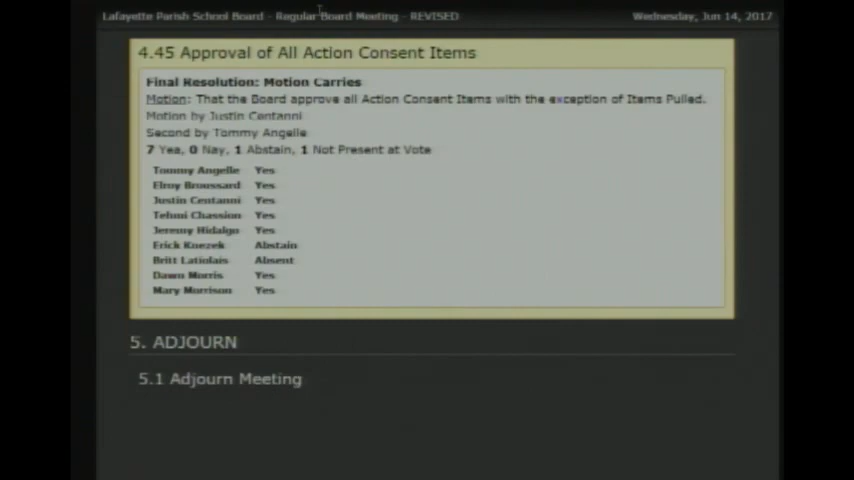 Lafayette Parish School Board - Regular Board Meeting - REVISED
Wednesday, Jun 14, 2017
4.45 Approval of All Action Consent Items
Final Resolution: Motion Carries
Motion: That the Board approve all Action Consent Items with the exception of Items Pulled.
Motion by Justin Centanni
Second by Tommy Angelle
7 Yea, 0 Nay, 1 Abstain, 1 Not Present at Vote
Tommy Angelle Yes
Elroy Broussard Yes
Justin Centanni Yes
Tehmi Chassion Yes
Jeremy Hidalgo Yes
Erick Knezek Abstain
Britt Latiolais Absent
Dawn Morris Yes
Mary Morrison Yes
5. ADJOURN
5.1 Adjourn Meeting